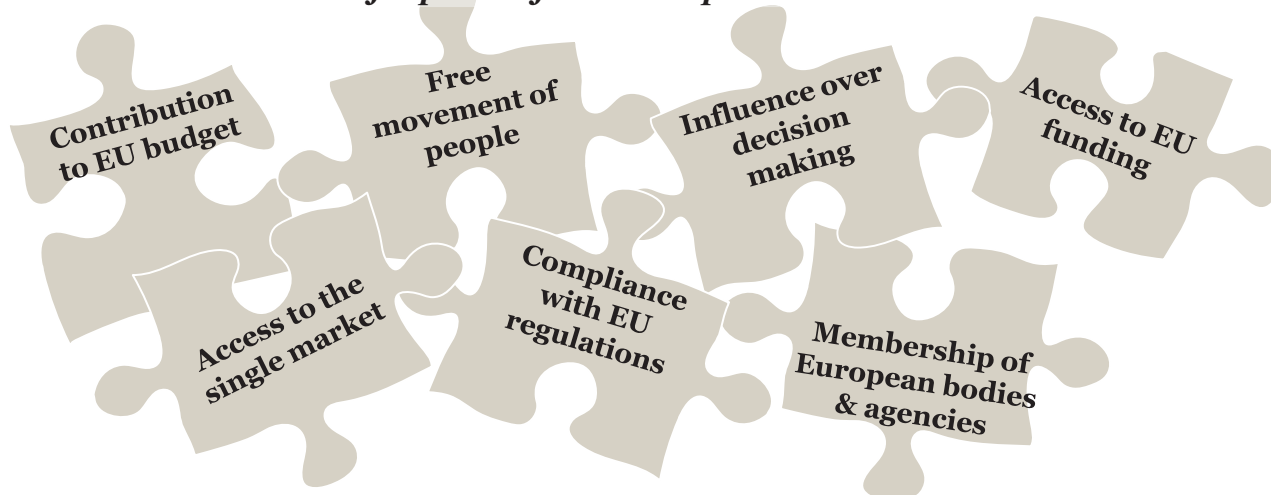 Contribution
to EU budget
Free
movement of
people
Influence over
decision
making
Access to EU
funding
Access to the
single market
Compliance
with EU
regulations
Membership of
European bodies
& agencies